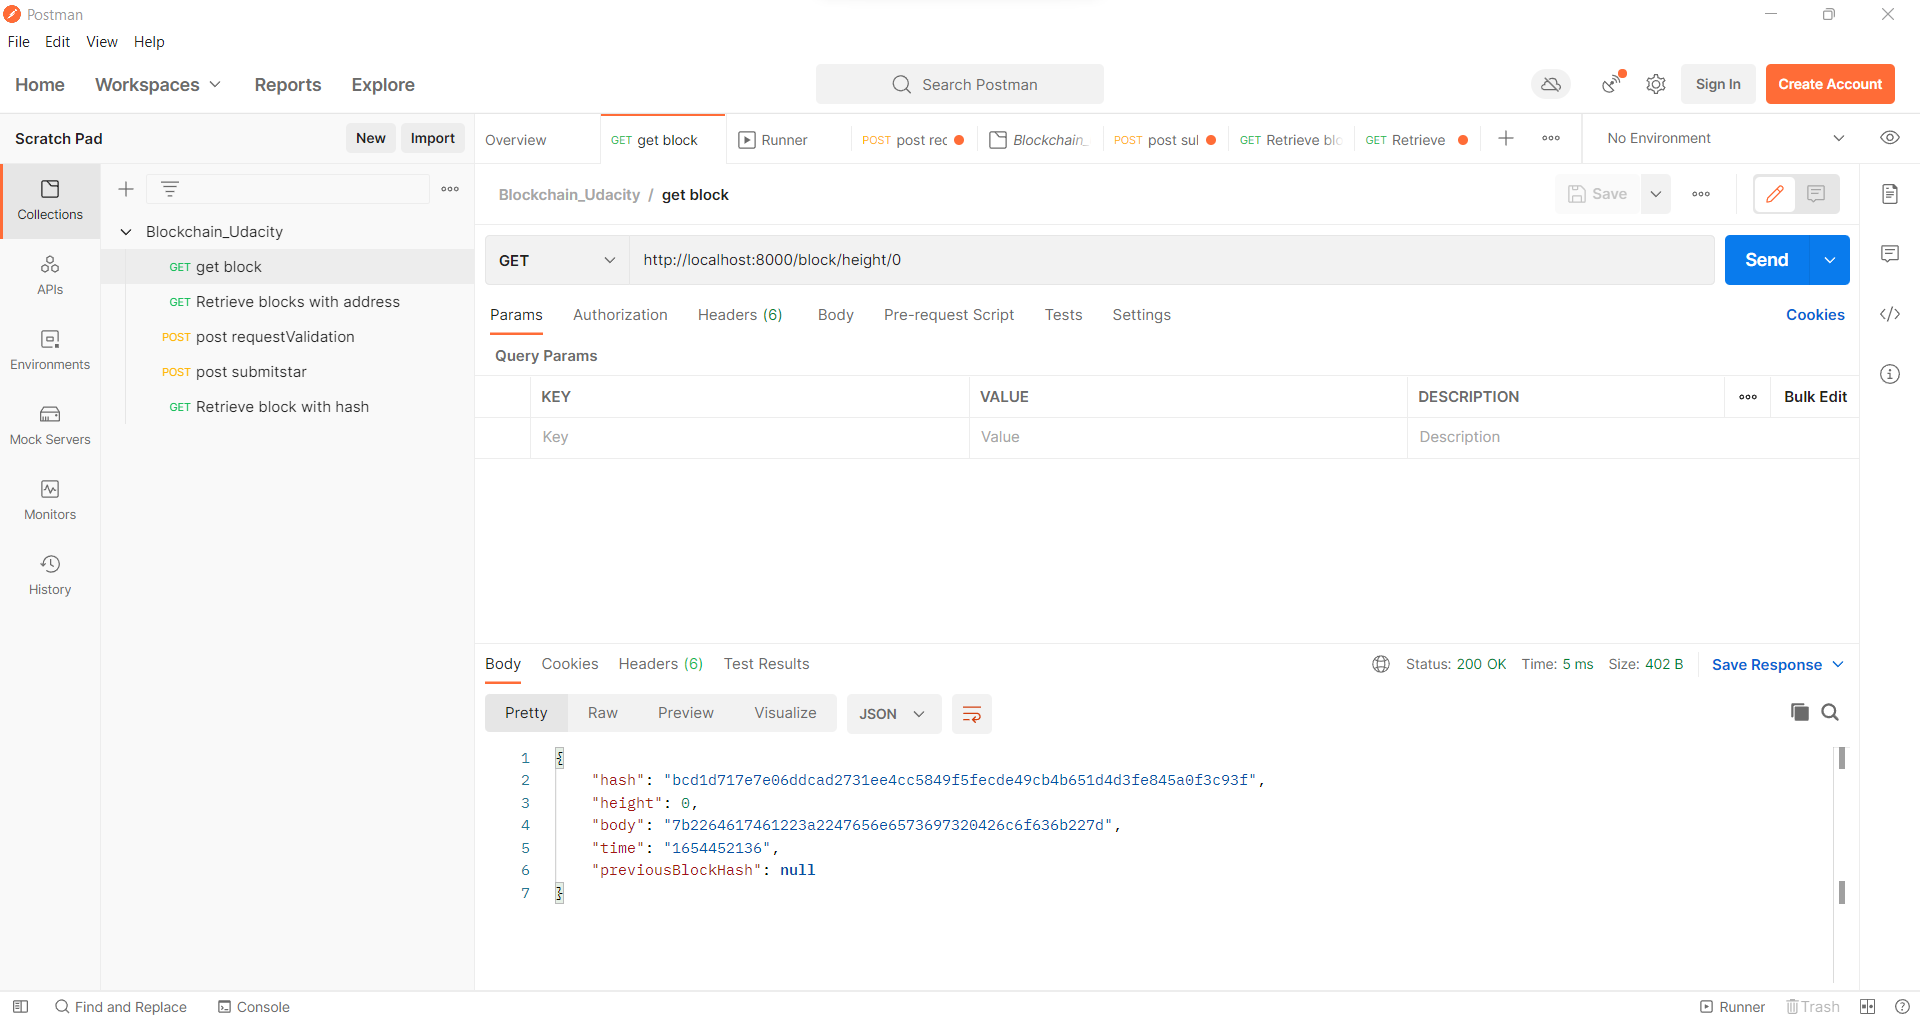 Postman
File Edit View Help
Home Workspaces Reports Explore Search Postman Sign In Create Account
Scratch Pad New Import Overview GET get block Runner POST post rec Blockchain_ POST post sul GET Retrieve blo GET Retrieve No Environment
Collections
APIs
Environments
Mock Servers
Monitors
History
Blockchain_Udacity
GET get block
GET Retrieve blocks with address
POST post requestValidation
POST post submitstar
GET Retrieve block with hash
Blockchain_Udacity / get block Save
GET http://localhost:8000/block/height/0 Send
Params Authorization Headers (6) Body Pre-request Script Tests Settings Cookies
Query Params
KEY VALUE DESCRIPTION Bulk Edit
Key Value Description
Body Cookies Headers (6) Test Results Status: 200 OK Time: 5 ms Size: 402 B Save Response
Pretty Raw Preview Visualize JSON
1 {
2 "hash": "bcd1d717e7e06ddcad2731ee4cc5849f5fecde49cb4b651d4d3fe845a0f3c93f",
3 "height": 0,
4 "body": "7b2264617461223a2247656e6573697320426c6f636b227d",
5 "time": "1654452136",
6 "previousBlockHash": null
7 }
Find and Replace Console Runner Trash